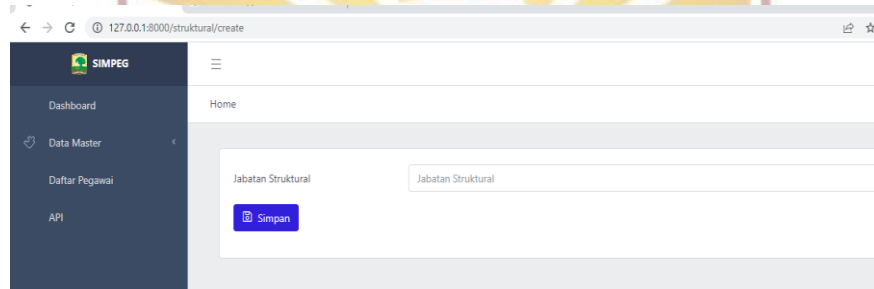 127.0.0.1:8000/struktural/create
SIMPEG
Home
Dashboard
Data Master
Daftar Pegawai
API
Jabatan Struktural
Jabatan Struktural
Simpan